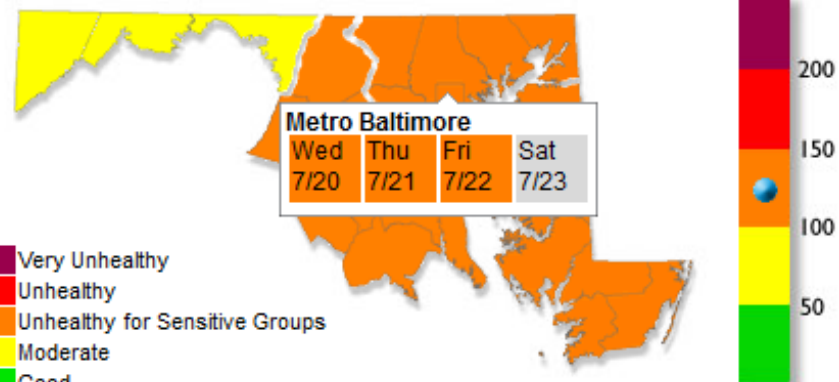 Metro Baltimore
Wed Thu Fri Sat
7/20 7/21 7/22 7/23
200
150
100
50
Very Unhealthy
Unhealthy
Unhealthy for Sensitive Groups
Moderate
Good